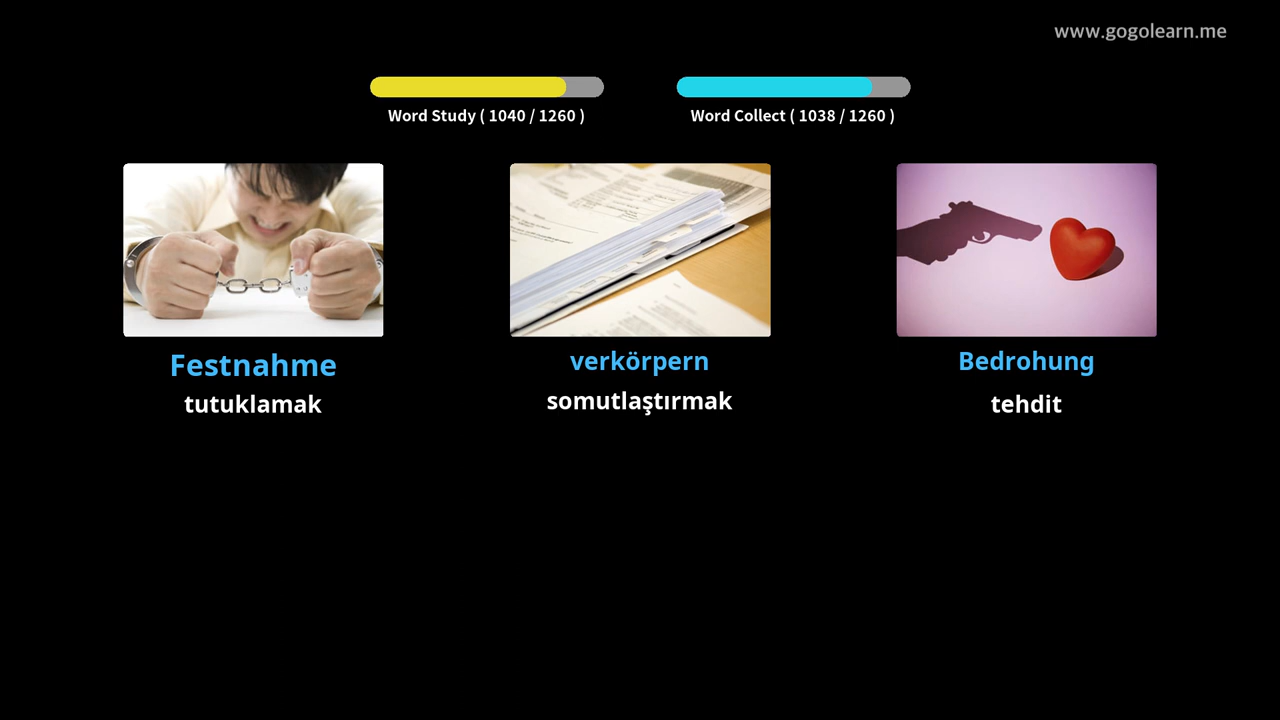 www.gogolearn.me
Word Study ( 1040 / 1260 )
Word Collect ( 1038 / 1260 )
Festnahme
verkörpern
Bedrohung
tutuklamak
somutlaştırmak
tehdit